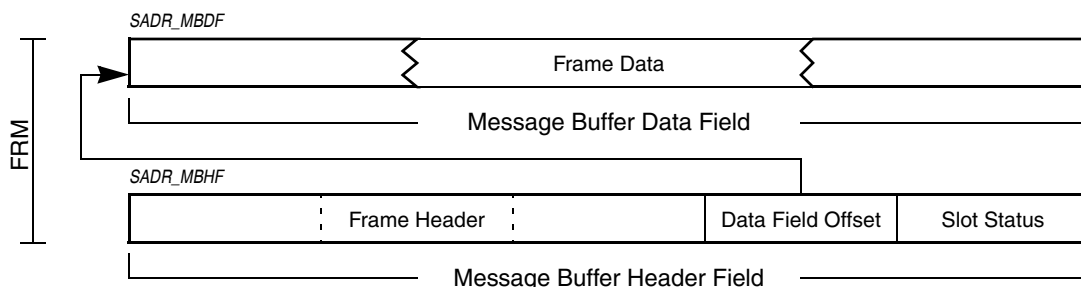 SADR_MBDF
Frame Data
Message Buffer Data Field
FRM
SADR_MBHF
Frame Header
Data Field Offset
Slot Status
Message Buffer Header Field